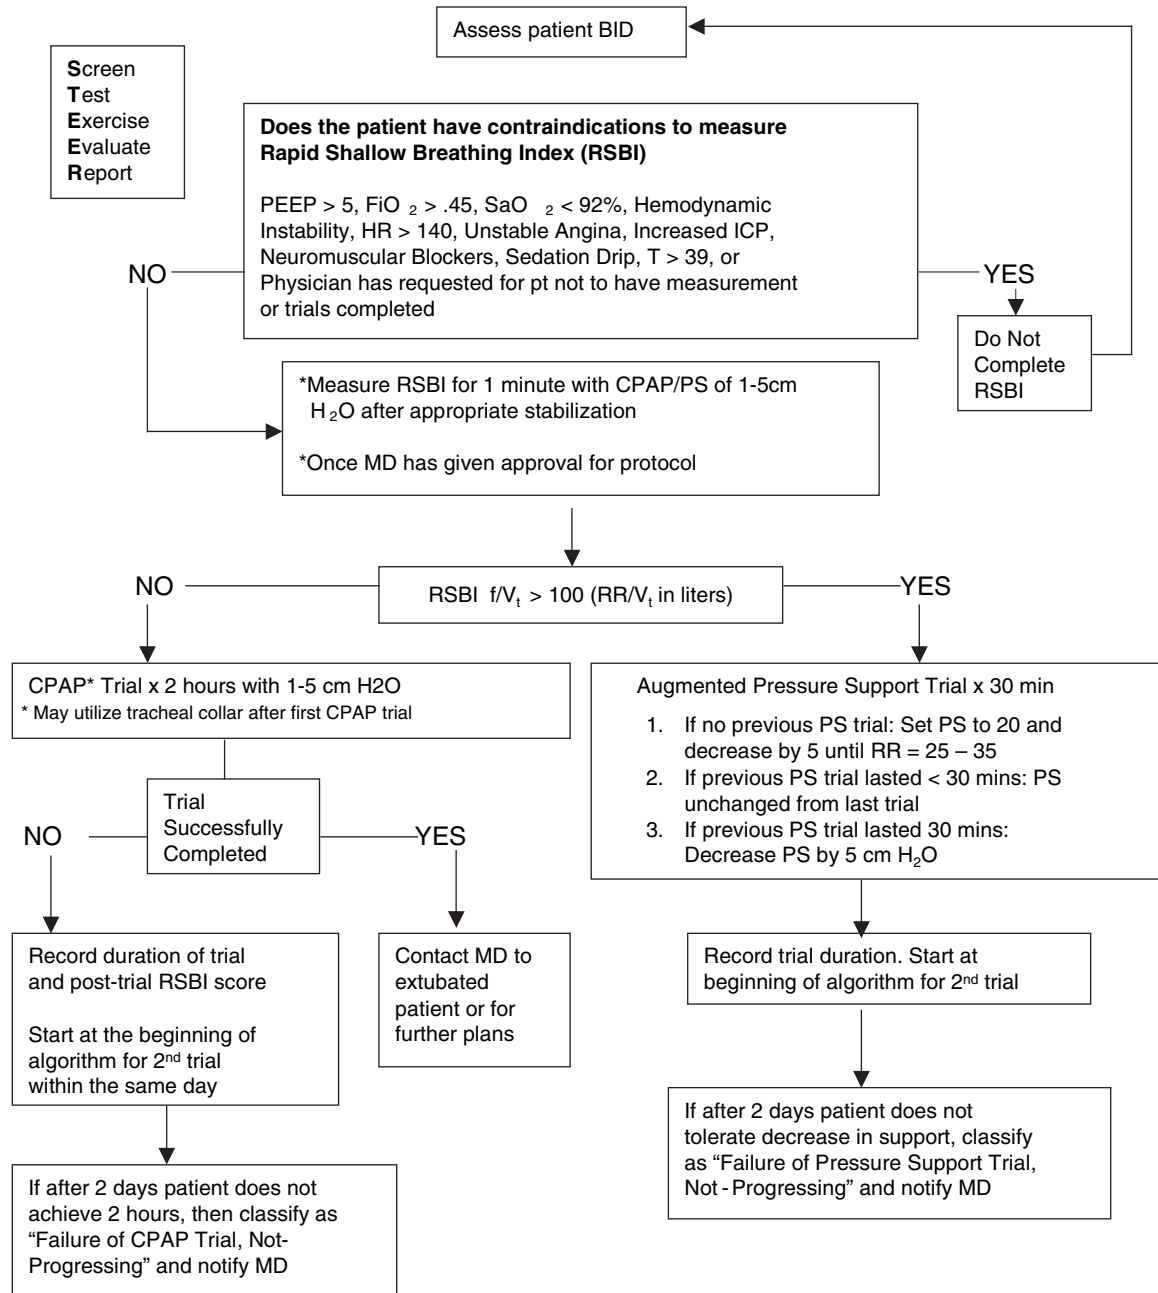 Assess patient BID
Screen
Test
Exercise
Evaluate
Report
Does the patient have contraindications to measure
Rapid Shallow Breathing Index (RSBI)
PEEP > 5, FiO 2 > .45, SaO 2 < 92%, Hemodynamic
Instability, HR > 140, Unstable Angina, Increased ICP,
Neuromuscular Blockers, Sedation Drip, T > 39, or
Physician has requested for pt not to have measurement
or trials completed
NO
YES
Do Not
Complete
RSBI
*Measure RSBI for 1 minute with CPAP/PS of 1-5cm
H2O after appropriate stabilization
*Once MD has given approval for protocol
NO
RSBI f/Vt > 100 (RR/Vt in liters)
YES
CPAP* Trial x 2 hours with 1-5 cm H2O
* May utilize tracheal collar after first CPAP trial
Trial
Successfully
Completed
NO
YES
Record duration of trial
and post-trial RSBI score
Start at the beginning of
algorithm for 2nd trial
within the same day
Contact MD to
extubated
patient or for
further plans
If after 2 days patient does not
achieve 2 hours, then classify as
“Failure of CPAP Trial, Not-
Progressing” and notify MD
Augmented Pressure Support Trial x 30 min
1. If no previous PS trial: Set PS to 20 and
decrease by 5 until RR = 25 – 35
2. If previous PS trial lasted < 30 mins: PS
unchanged from last trial
3. If previous PS trial lasted 30 mins:
Decrease PS by 5 cm H2O
Record trial duration. Start at
beginning of algorithm for 2nd trial
If after 2 days patient does not
tolerate decrease in support, classify
as “Failure of Pressure Support Trial,
Not-Progressing” and notify MD